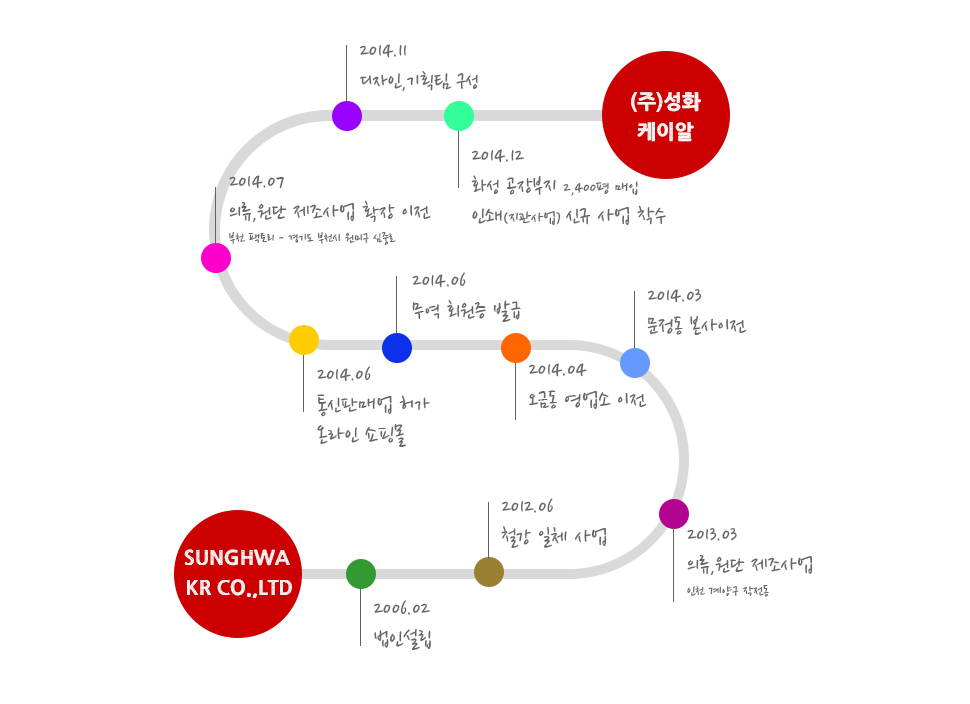 2014.11
디자인,기획팀 구성
(주)성화
케이알
2014.12
화성 공장부지 2,400평 매입
인쇄(지관사업) 신규 사업 착수
2014.07
의류,원단 제조사업 확장 이전
부천 팩토리 - 경기도 부천시 원미구 심중로
2014.06
무역 회원증 발급
2014.03
문정동 본사이전
2014.06
통신판매업 허가
온라인 쇼핑몰
2014.04
오금동 영업소 이전
2012.06
철강 일체 사업
2013.03
의류,원단 제조사업
인천 계양구 작전동
SUNGHWA
KR CO.,LTD
2006.02
법인설립